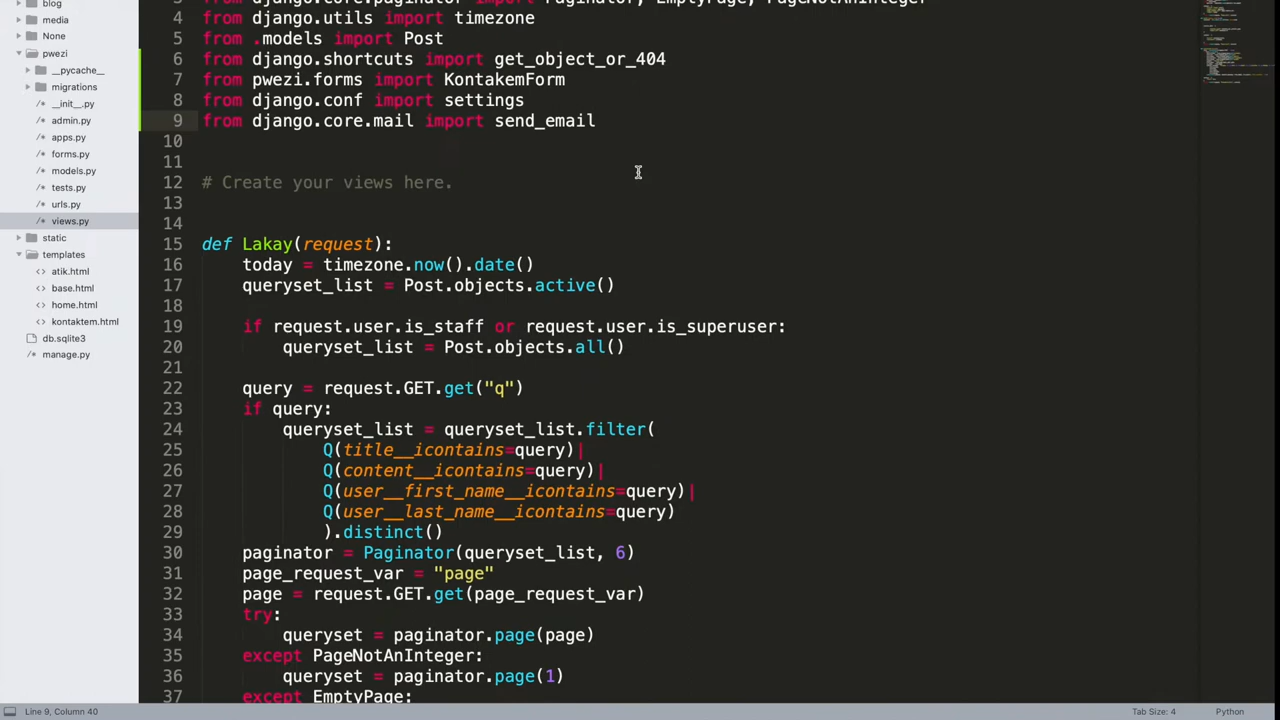 blog
media
None
pwezi
__pycache__
migrations
__init__.py
admin.py
apps.py
forms.py
models.py
tests.py
urls.py
views.py
static
templates
atik.html
base.html
home.html
kontaktem.html
db.sqlite3
manage.py
4 from django.utils import timezone
5 from .models import Post
6 from django.shortcuts import get_object_or_404
7 from pwezi.forms import KontakemForm
8 from django.conf import settings
9 from django.core.mail import send_email
10
11
12 # Create your views here.
13
14
15 def Lakay(request):
16 today = timezone.now().date()
17 queryset_list = Post.objects.active()
18
19 if request.user.is_staff or request.user.is_superuser:
20 queryset_list = Post.objects.all()
21
22 query = request.GET.get("q")
23 if query:
24 queryset_list = queryset_list.filter(
25 Q(title__icontains=query)|
26 Q(content__icontains=query)|
27 Q(user__first_name__icontains=query)|
28 Q(user__last_name__icontains=query)
29 ).distinct()
30 paginator = Paginator(queryset_list, 6)
31 page_request_var = "page"
32 page = request.GET.get(page_request_var)
33 try:
34 queryset = paginator.page(page)
35 except PageNotAnInteger:
36 queryset = paginator.page(1)
37 except EmptyPage:
Line 9, Column 40
Tab Size: 4
Python